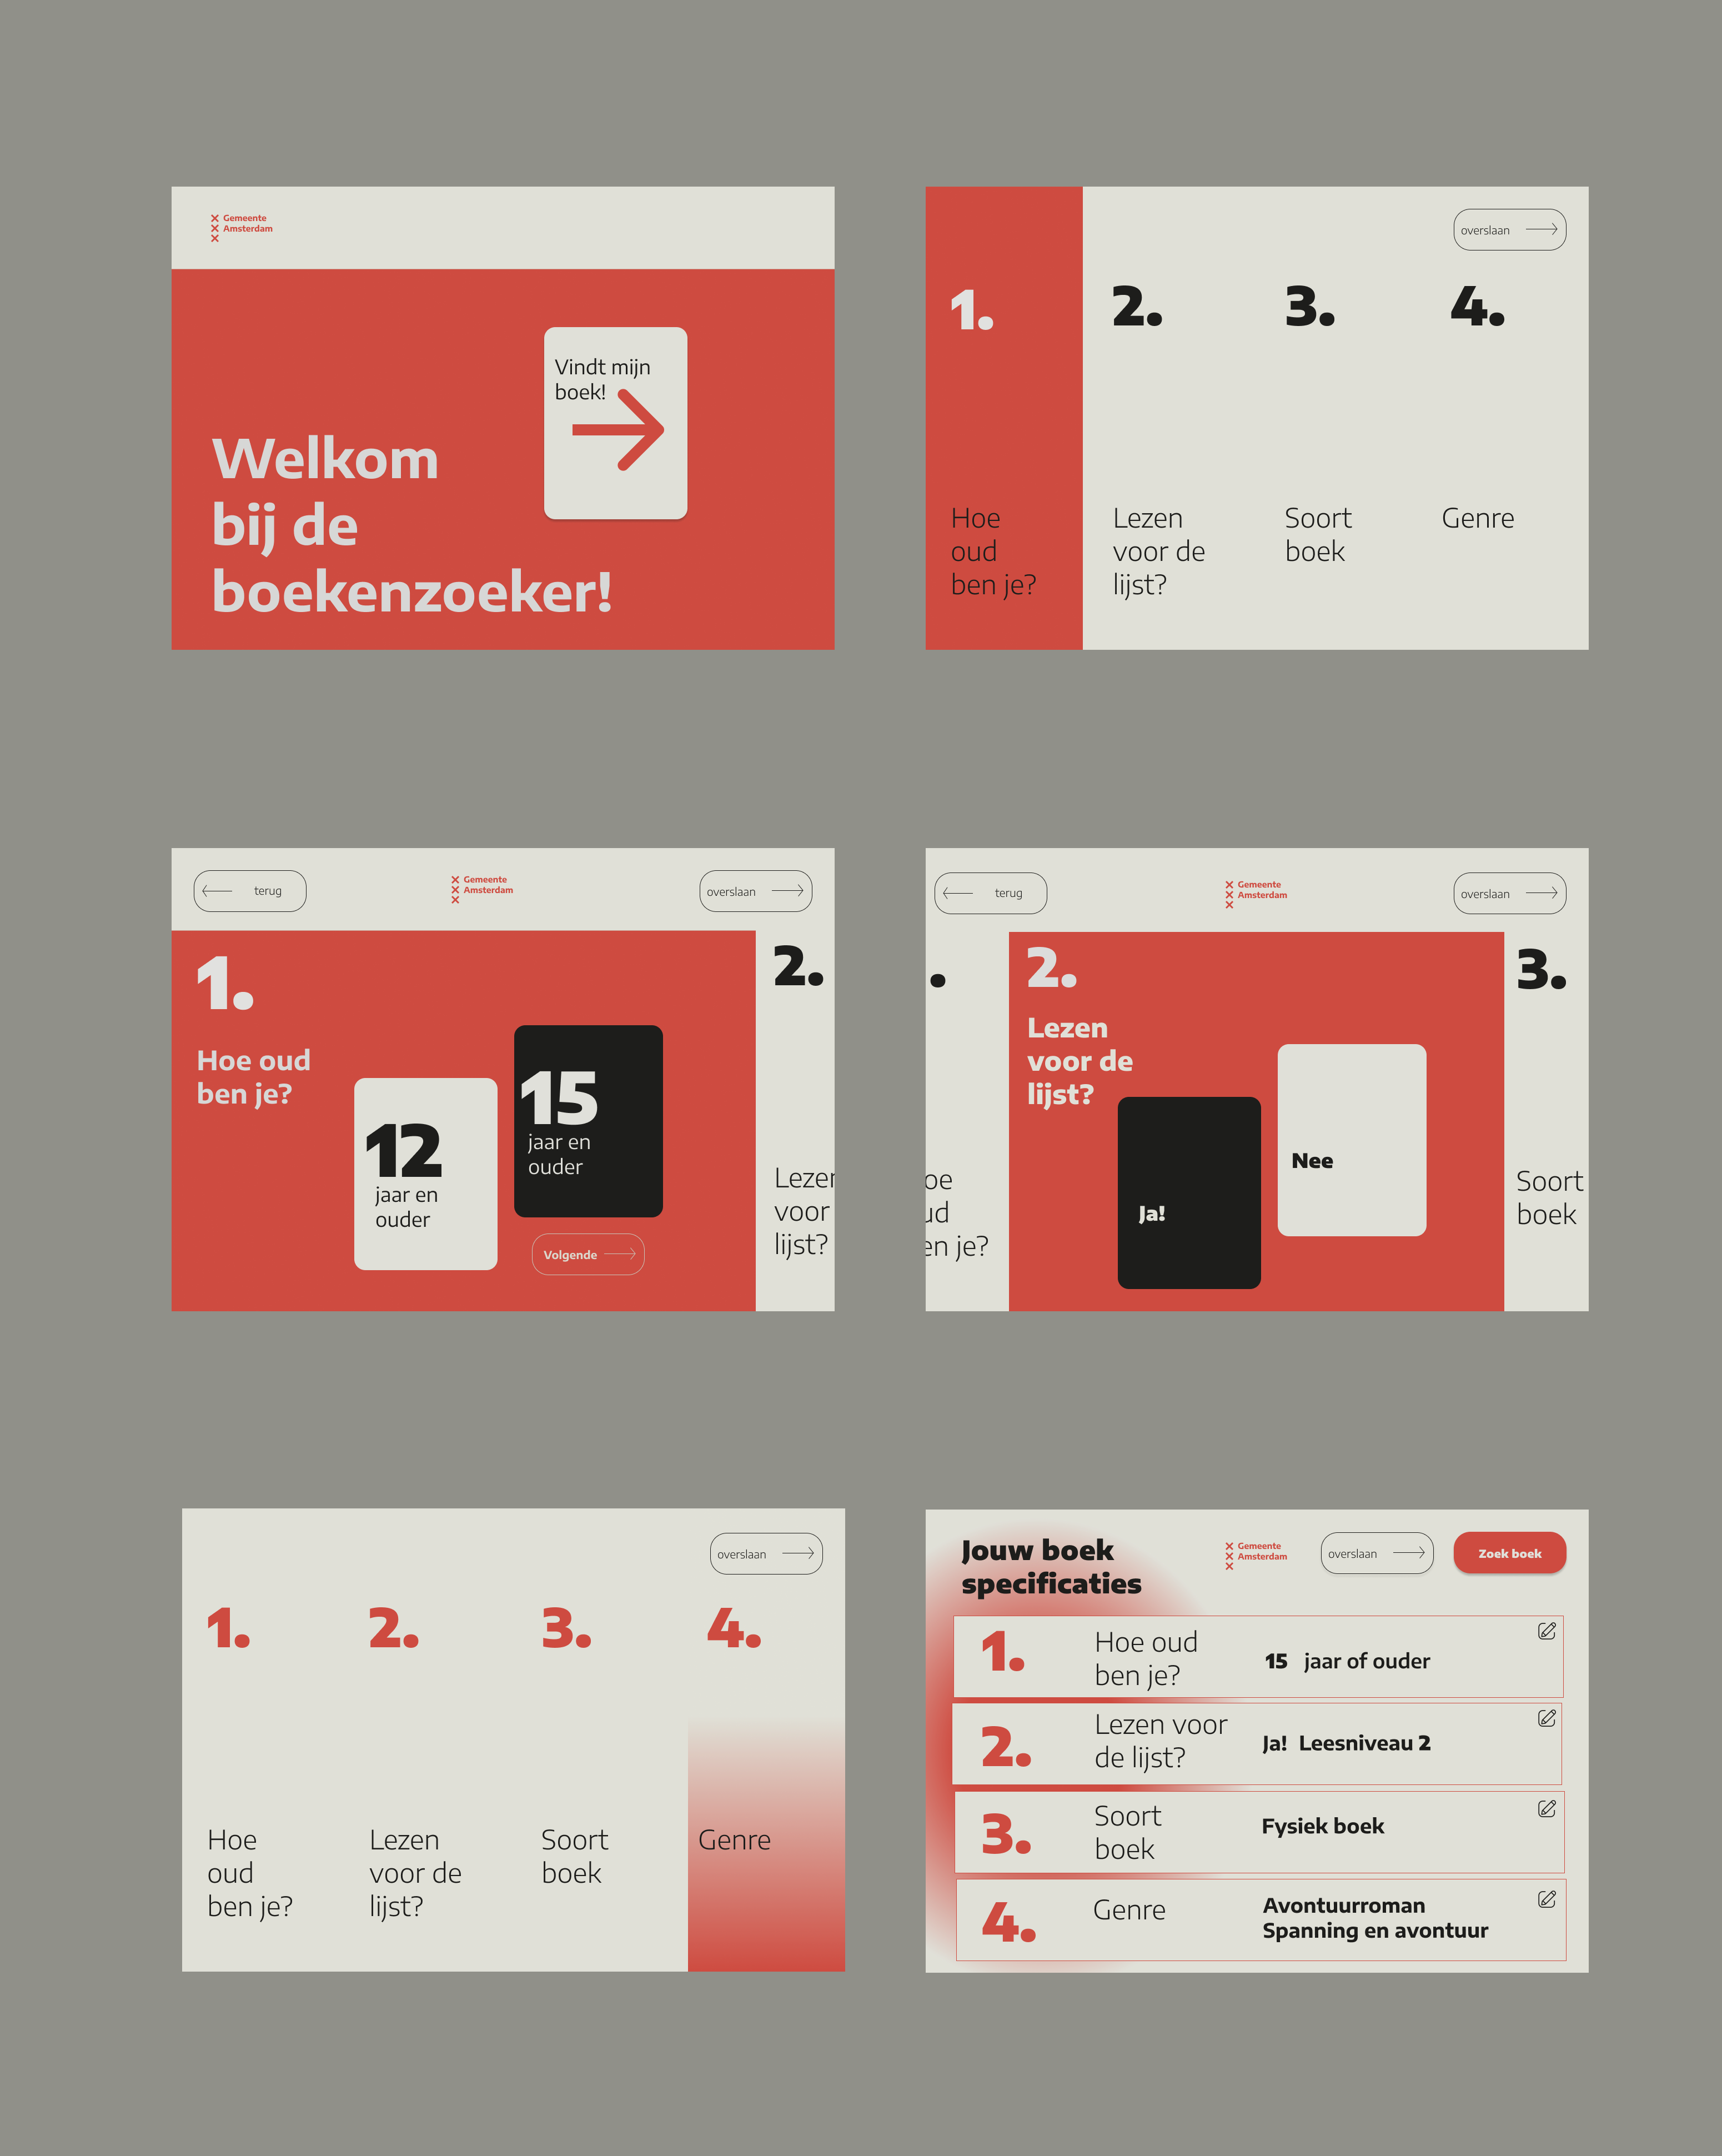 Gemeente
Amsterdam
Vindt mijn
boek!
Welkom
bij de
boekenzoeker!
overslaan
1.
2.
3.
4.
Hoe
oud
ben je?
Lezen
voor de
lijst?
Soort
boek
Genre
terug
Gemeente
Amsterdam
overslaan
1.
Hoe oud
ben je?
12
jaar en
ouder
15
jaar en
ouder
Volgende
2.
Lezen
voor
lijst?
terug
Gemeente
Amsterdam
overslaan
.
oe
ud
en je?
2.
Lezen
voor de
lijst?
Ja!
Nee
3.
Soort
boek
overslaan
1.
2.
3.
4.
Hoe
oud
ben je?
Lezen
voor de
lijst?
Soort
boek
Genre
Jouw boek
specificaties
Gemeente
Amsterdam
overslaan
Zoek boek
1.
Hoe oud
ben je?
15 jaar of ouder
2.
Lezen voor
de lijst?
Ja! Leesniveau 2
3.
Soort
boek
Fysiek boek
4.
Genre
Avontuurroman
Spanning en avontuur